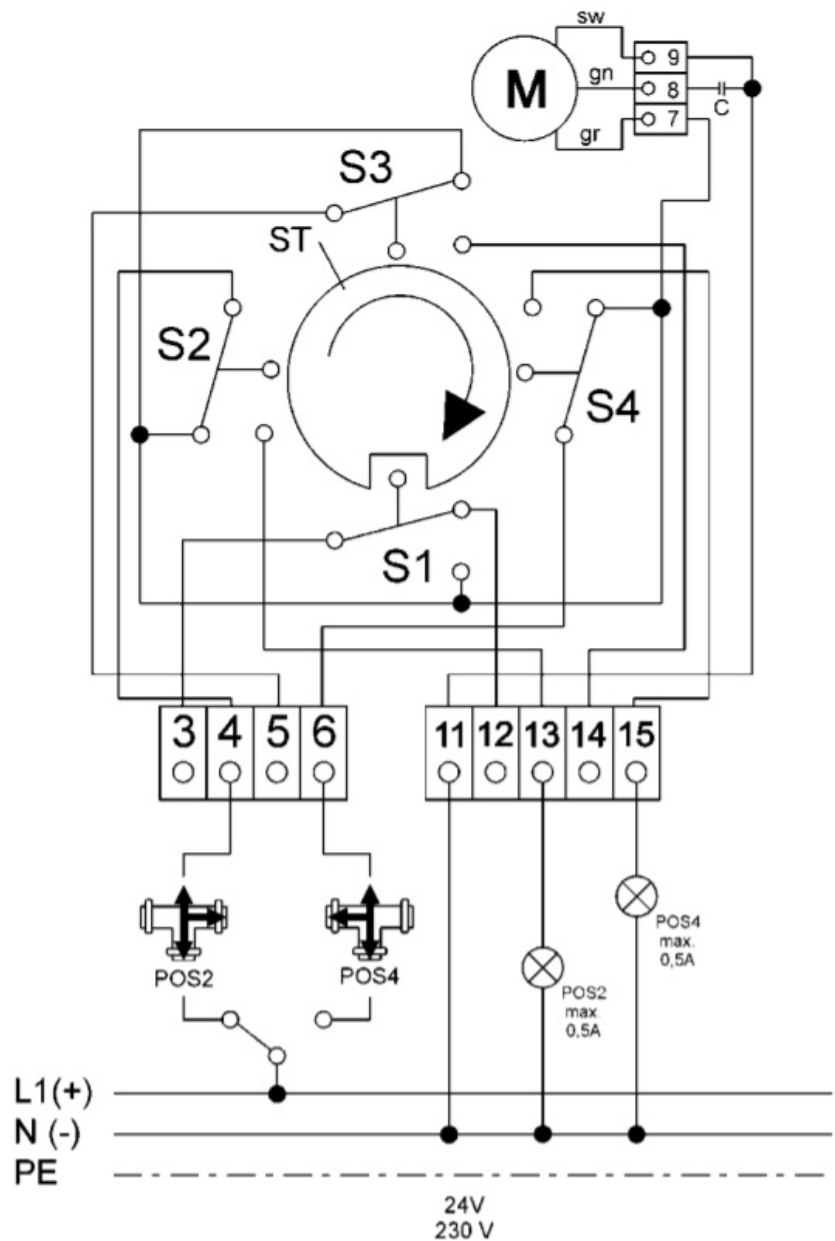 sw
M
9
gn
8
C
7
gr
S3
ST
S2
S4
S1
3 4 5 6
11 12 13 14 15
POS2
POS4
POS4
max.
0,5A
POS2
max.
0,5A
L1(+)
N (-)
PE
24V
230 V